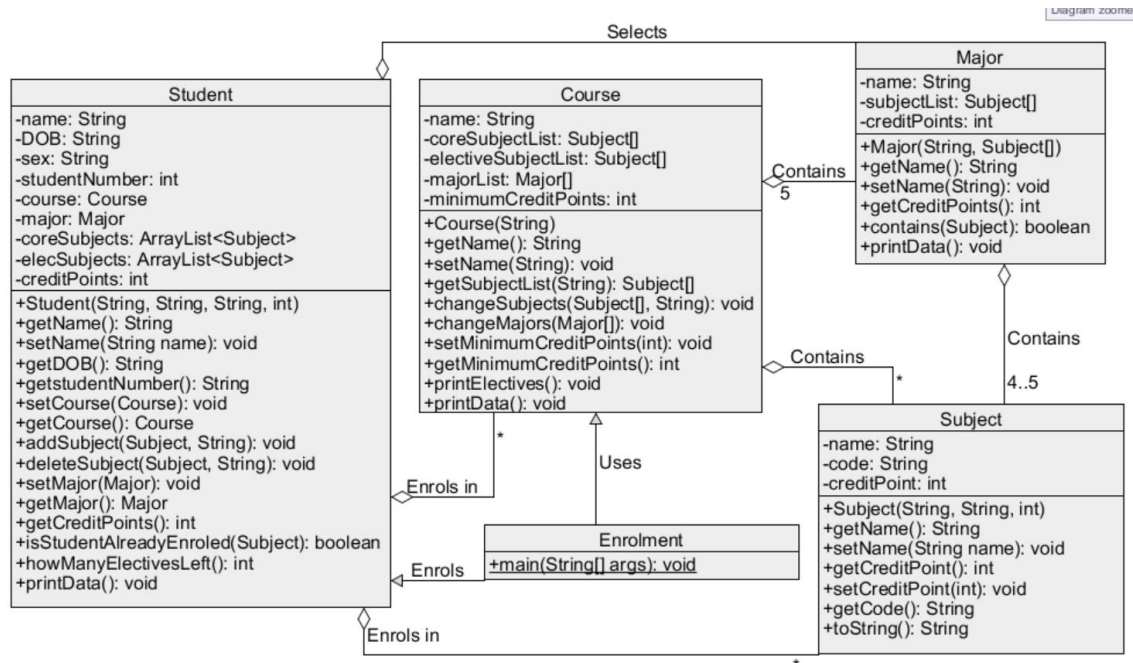 Diagram zoome
Selects
Student
-name: String
-DOB: String
-sex: String
-studentNumber: int
-course: Course
-major: Major
-coreSubjects: ArrayList<Subject>
-elecSubjects: ArrayList<Subject>
-creditPoints: int
+Student(String, String, String, int)
+getName(): String
+setName(String name): void
+getDOB(): String
+getstudentNumber(): String
+setCourse(Course): void
+getCourse(): Course
+addSubject(Subject, String): void
+deleteSubject(Subject, String): void
+setMajor(Major): void
+getMajor(): Major
+getCreditPoints(): int
+isStudentAlreadyEnroled(Subject): boolean
+howManyElectivesLeft(): int
+printData(): void
Course
-name: String
-coreSubjectList: Subject[]
-electiveSubjectList: Subject[]
-majorList: Major[]
-minimumCreditPoints: int
+Course(String)
+getName(): String
+setName(String): void
+getSubjectList(String): Subject[]
+changeSubjects(Subject[], String): void
+changeMajors(Major[]): void
+setMinimumCreditPoints(int): void
+getMinimumCreditPoints(): int
+printElectives(): void
+printData(): void
Major
-name: String
-subjectList: Subject[]
-creditPoints: int
+Major(String, Subject[])
+getName(): String
+setName(String): void
+getCreditPoints(): int
+contains(Subject): boolean
+printData(): void
Contains
5
Contains
*
Contains
4..5
*
Enrols in
Uses
Enrolment
+main(String[] args): void
Enrols
Subject
-name: String
-code: String
-creditPoint: int
+Subject(String, String, int)
+getName(): String
+setName(String name): void
+getCreditPoint(): int
+setCreditPoint(int): void
+getCode(): String
+toString(): String
Enrols in
*